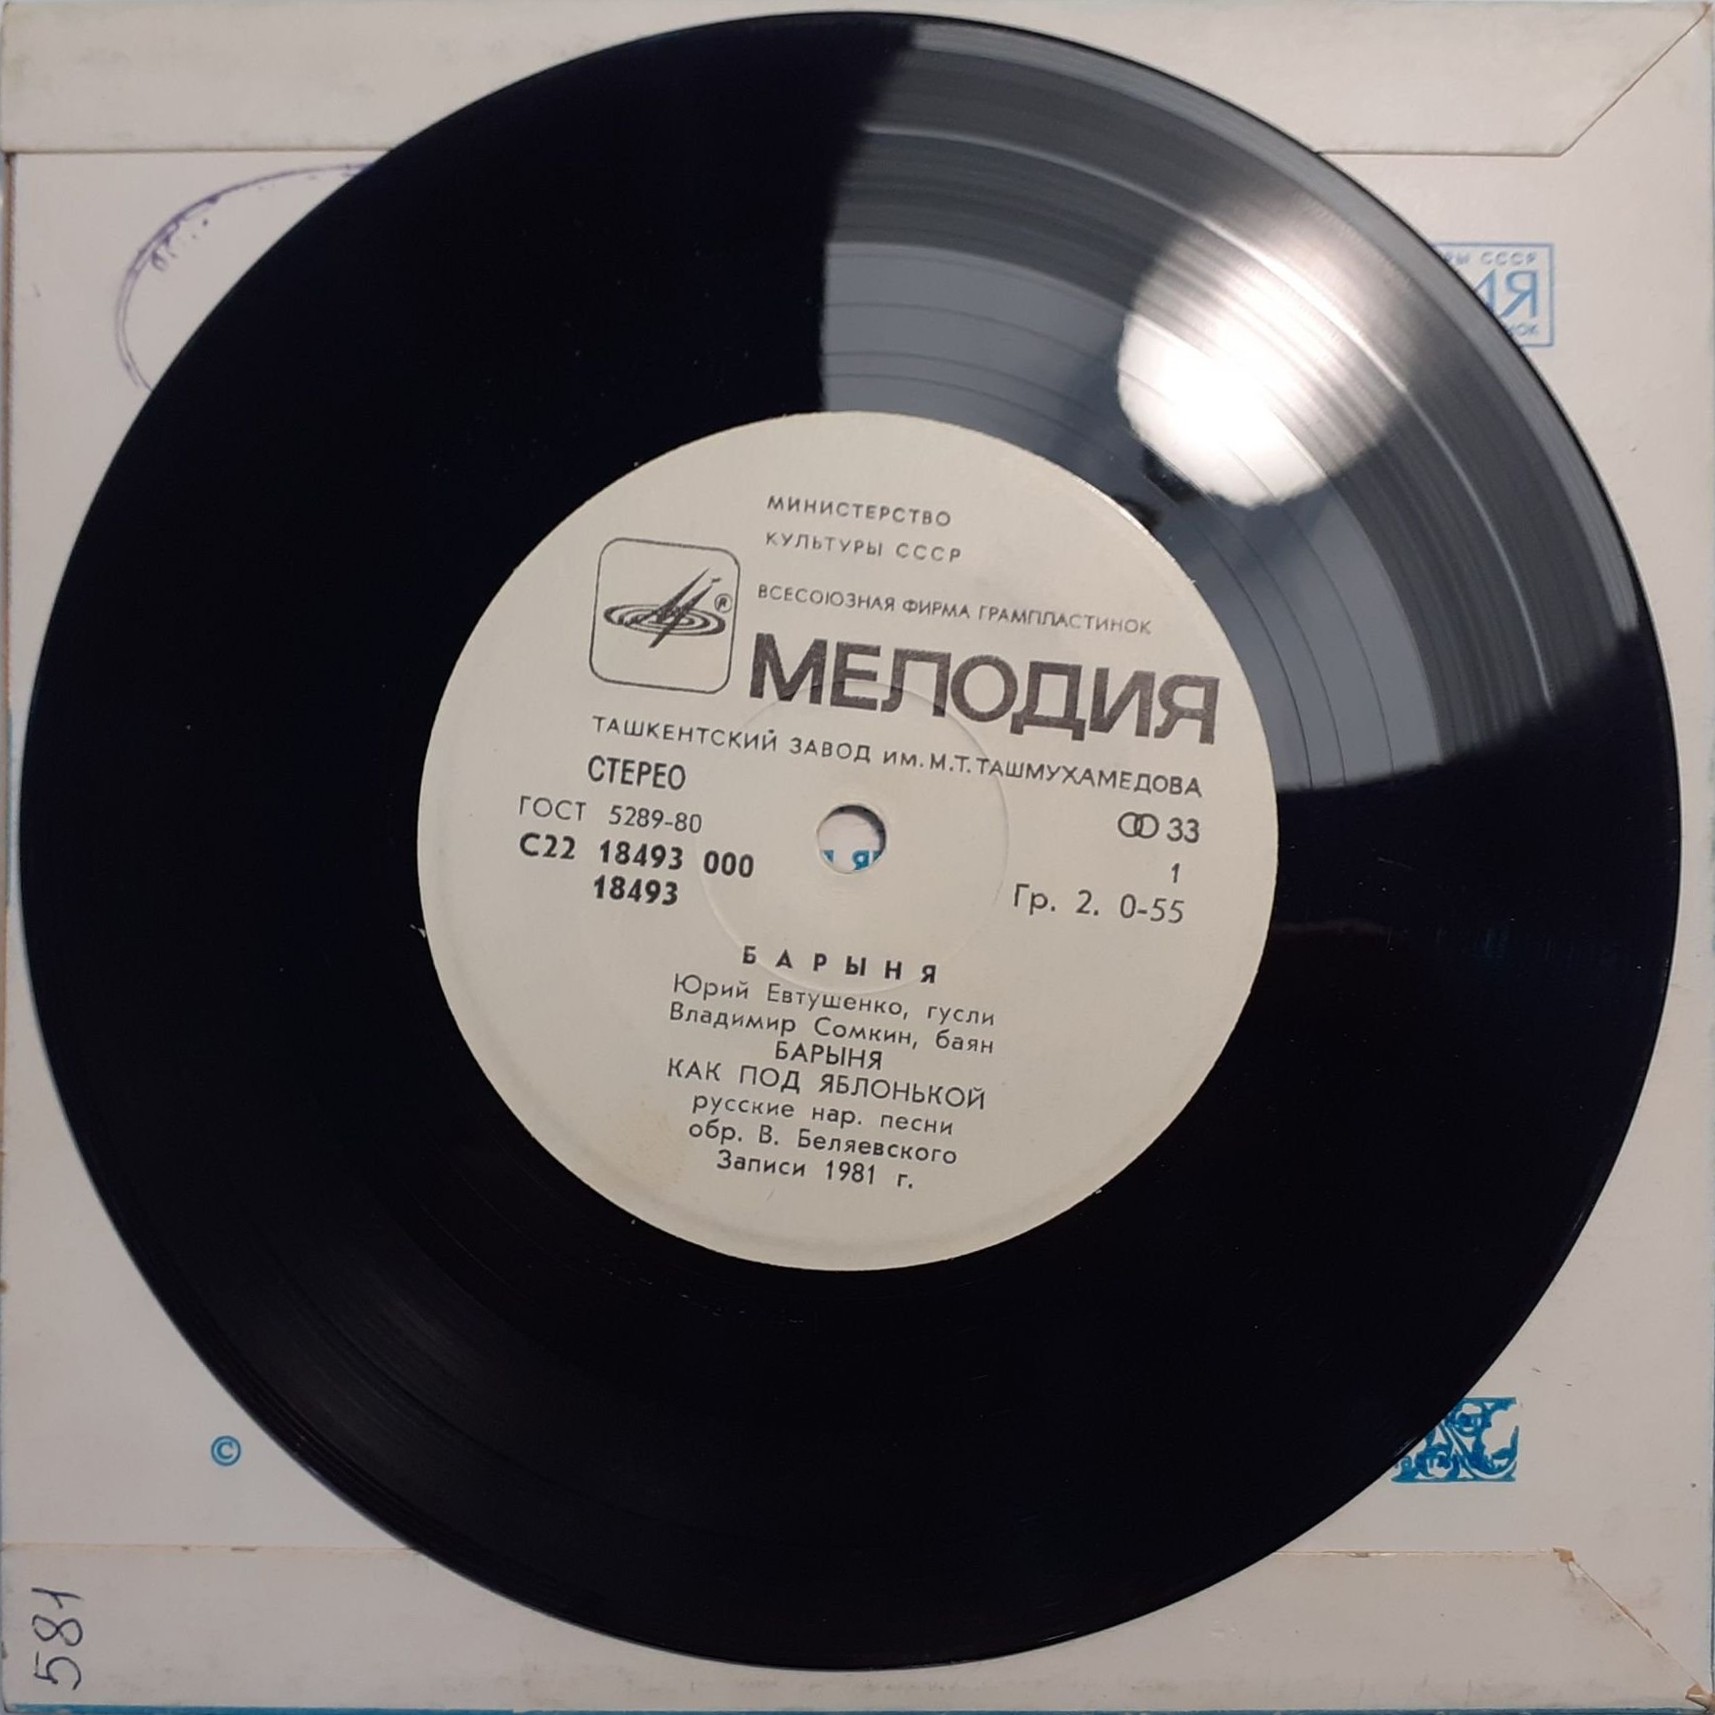 МИНИСТЕРСТВО
КУЛЬТУРЫ СССР
ВСЕСОЮЗНАЯ ФИРМА ГРАМПЛАСТИНОК
®
МЕЛОДИЯ
ТАШКЕНТСКИЙ ЗАВОД им. М.Т. ТАШМУХАМЕДОВА
СТЕРЕО
ГОСТ 5289-80
С22 18493 000
18493
33
1
Гр. 2. 0-55
БАРЫНЯ
Юрий Евтушенко, гусли
Владимир Сомкин, баян
БАРЫНЯ
КАК ПОД ЯБЛОНЬКОЙ
русские нар. песни
обр. В. Беляевского
Записи 1981 г.
©
581